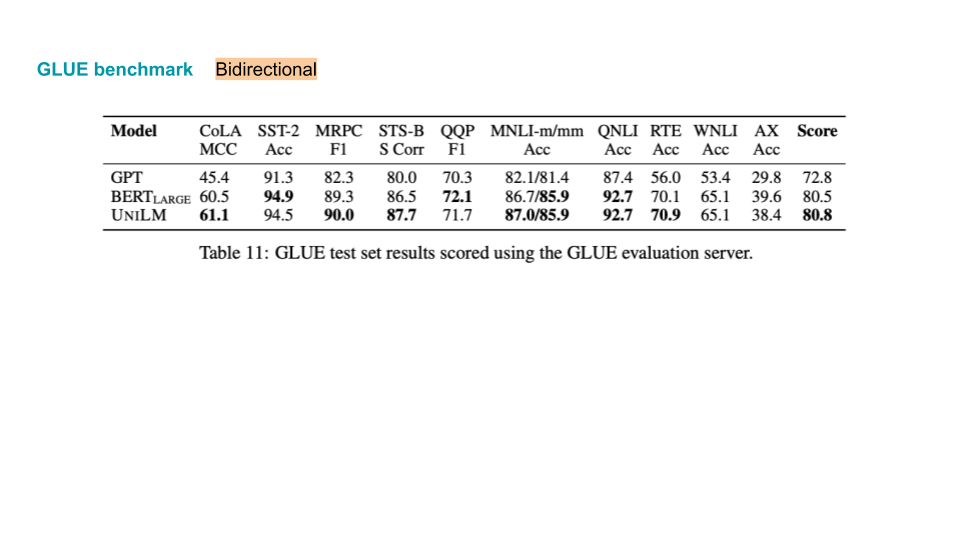 GLUE benchmark Bidirectional
Model CoLA SST-2 MRPC STS-B QQP MNLI-m/mm QNLI RTE WNLI AX Score
MCC Acc F1 S Corr F1 Acc Acc Acc Acc Acc
GPT 45.4 91.3 82.3 80.0 70.3 82.1/81.4 87.4 56.0 53.4 29.8 72.8
BERTLARGE 60.5 94.9 89.3 86.5 72.1 86.7/85.9 92.7 70.1 65.1 39.6 80.5
UNILM 61.1 94.5 90.0 87.7 71.7 87.0/85.9 92.7 70.9 65.1 38.4 80.8
Table 11: GLUE test set results scored using the GLUE evaluation server.